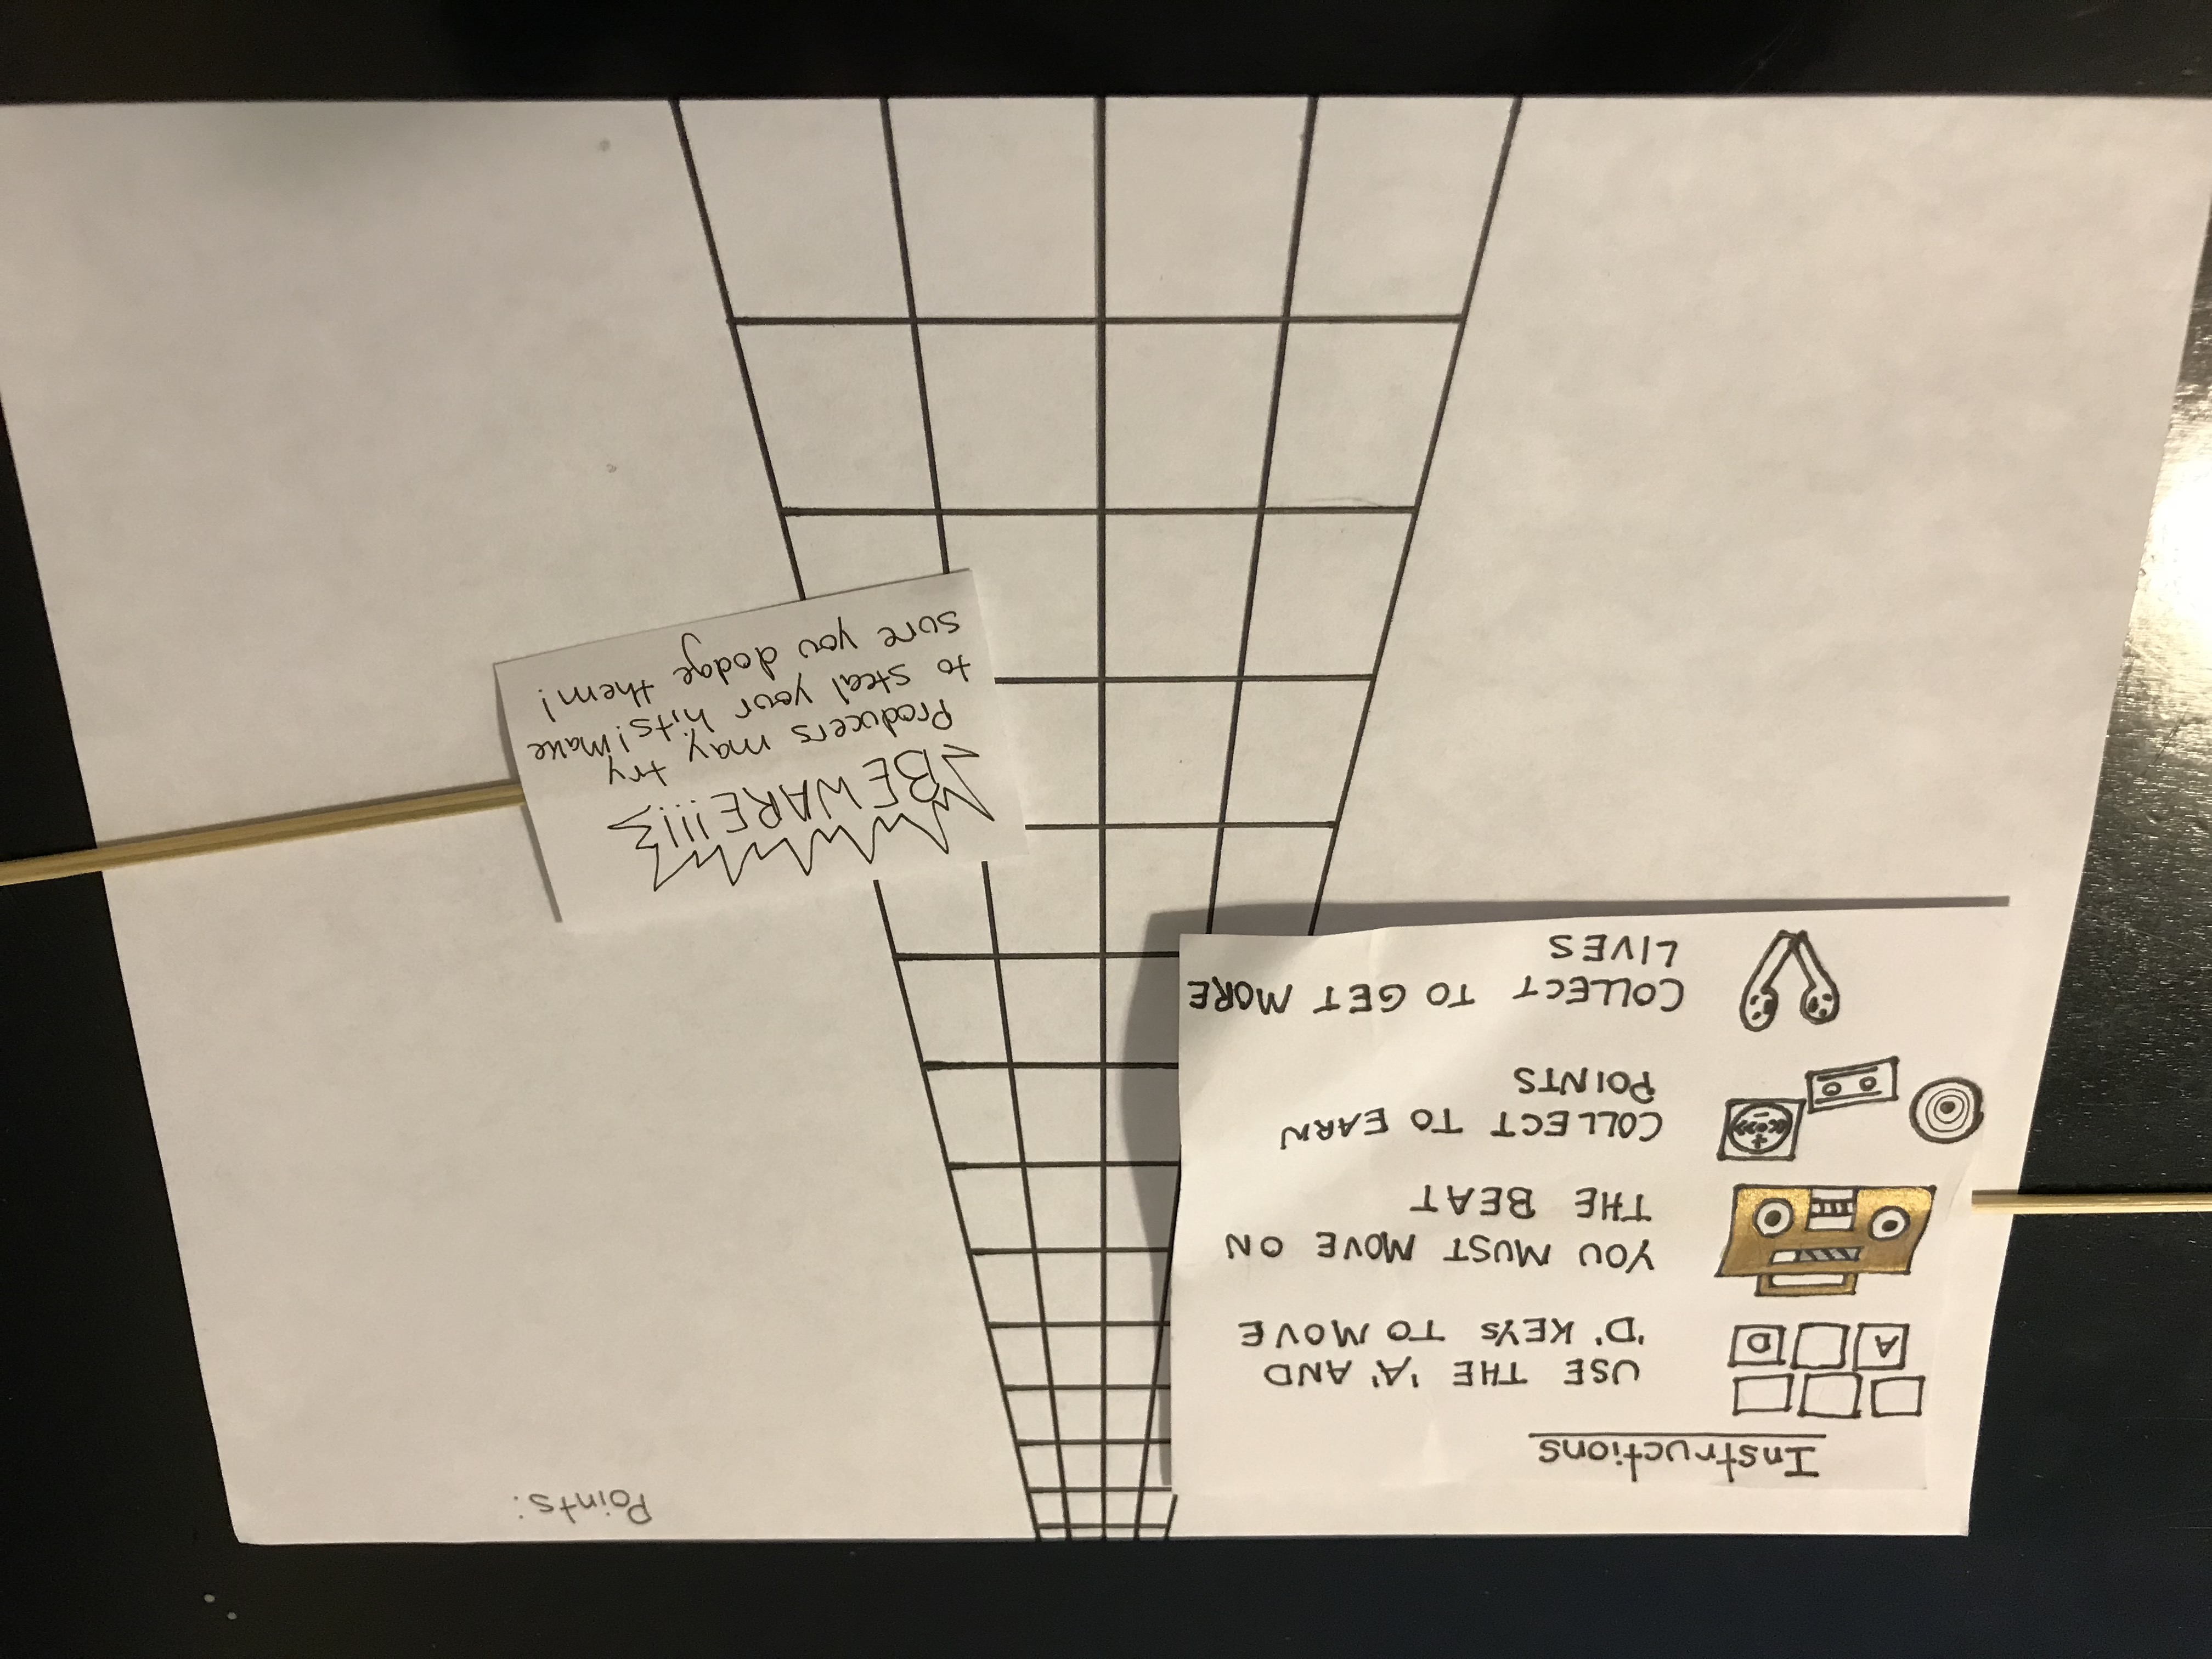 Points:
Instructions
A D
USE THE 'A' AND
'D' KEYs TO MOVE
YOU MUST MOVE ON
THE BEAT
COLLECT TO EARN
POINTS
COLLECT TO GET MORE
LIVES
BEWARE!!!
Producers may try
to steal your hits! Make
sure you dodge them!